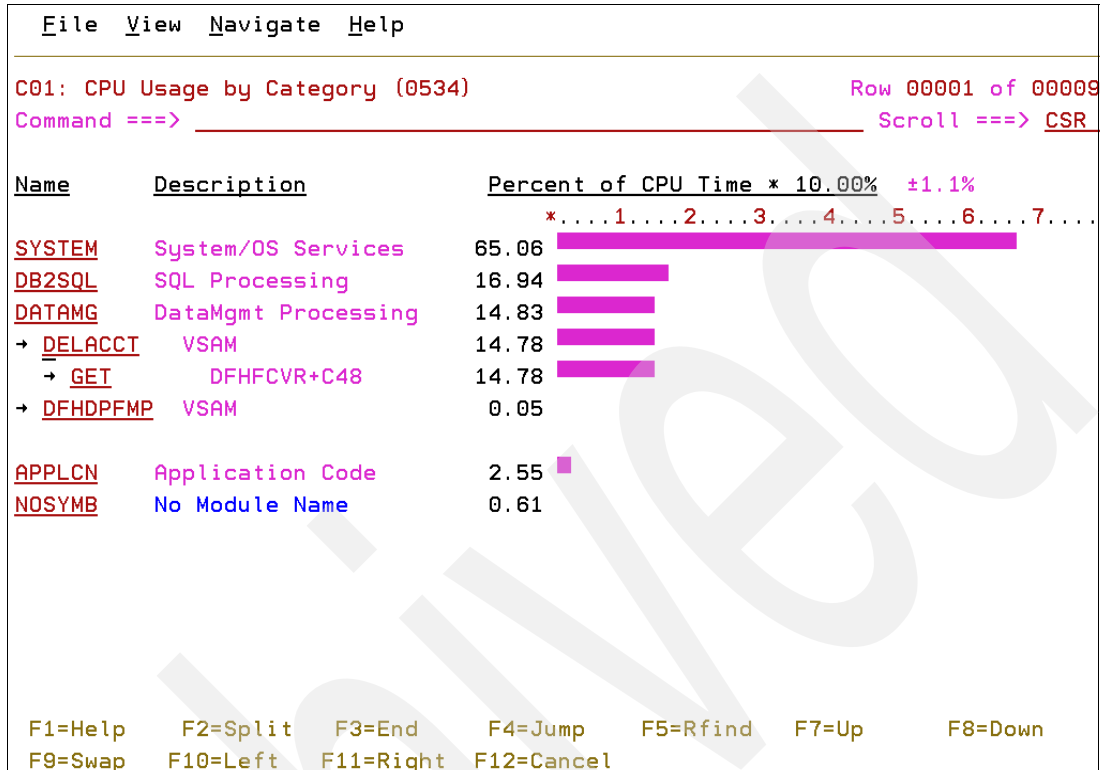 File View Navigate Help
C01: CPU Usage by Category (0534) Row 00001 of 00009
Command ===> Scroll ===> CSR
Name Description Percent of CPU Time * 10.00% ±1.1%
*....1....2....3....4....5....6....7....
SYSTEM System/OS Services 65.06
DB2SQL SQL Processing 16.94
DATAMG DataMgmt Processing 14.83
→ DELACCT VSAM 14.78
→ GET DFHFCVR+C48 14.78
→ DFHDPFMP VSAM 0.05
APPLCN Application Code 2.55
NOSYMB No Module Name 0.61
F1=Help F2=Split F3=End F4=Jump F5=Rfind F7=Up F8=Down
F9=Swap F10=Left F11=Right F12=Cancel